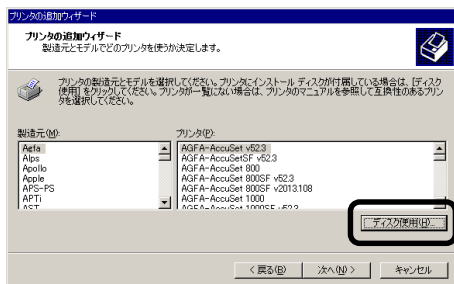 プリンタの追加ウィザード
プリンタの追加ウィザード
製造元とモデルでどのプリンタを使うか決定します。
プリンタの製造元とモデルを選択してください。プリンタにインストール ディスクが付属している場合は、[ディスク
使用] をクリックしてください。プリンタが一覧にない場合は、プリンタのマニュアルを参照して互換性のあるプリン
タを選択してください。
製造元(M):
Agfa
Alps
Apollo
Apple
APS-PS
APTi
AST
プリンタ(P):
AGFA-AccuSet v52.3
AGFA-AccuSetSF v52.3
AGFA-AccuSet 800
AGFA-AccuSet 800SF v52.3
AGFA-AccuSet 800SF v2013.108
AGFA-AccuSet 1000
AGFA-AccuSet 1000SF v52.3
ディスク使用(H)...
< 戻る(B)
次へ(N) >
キャンセル